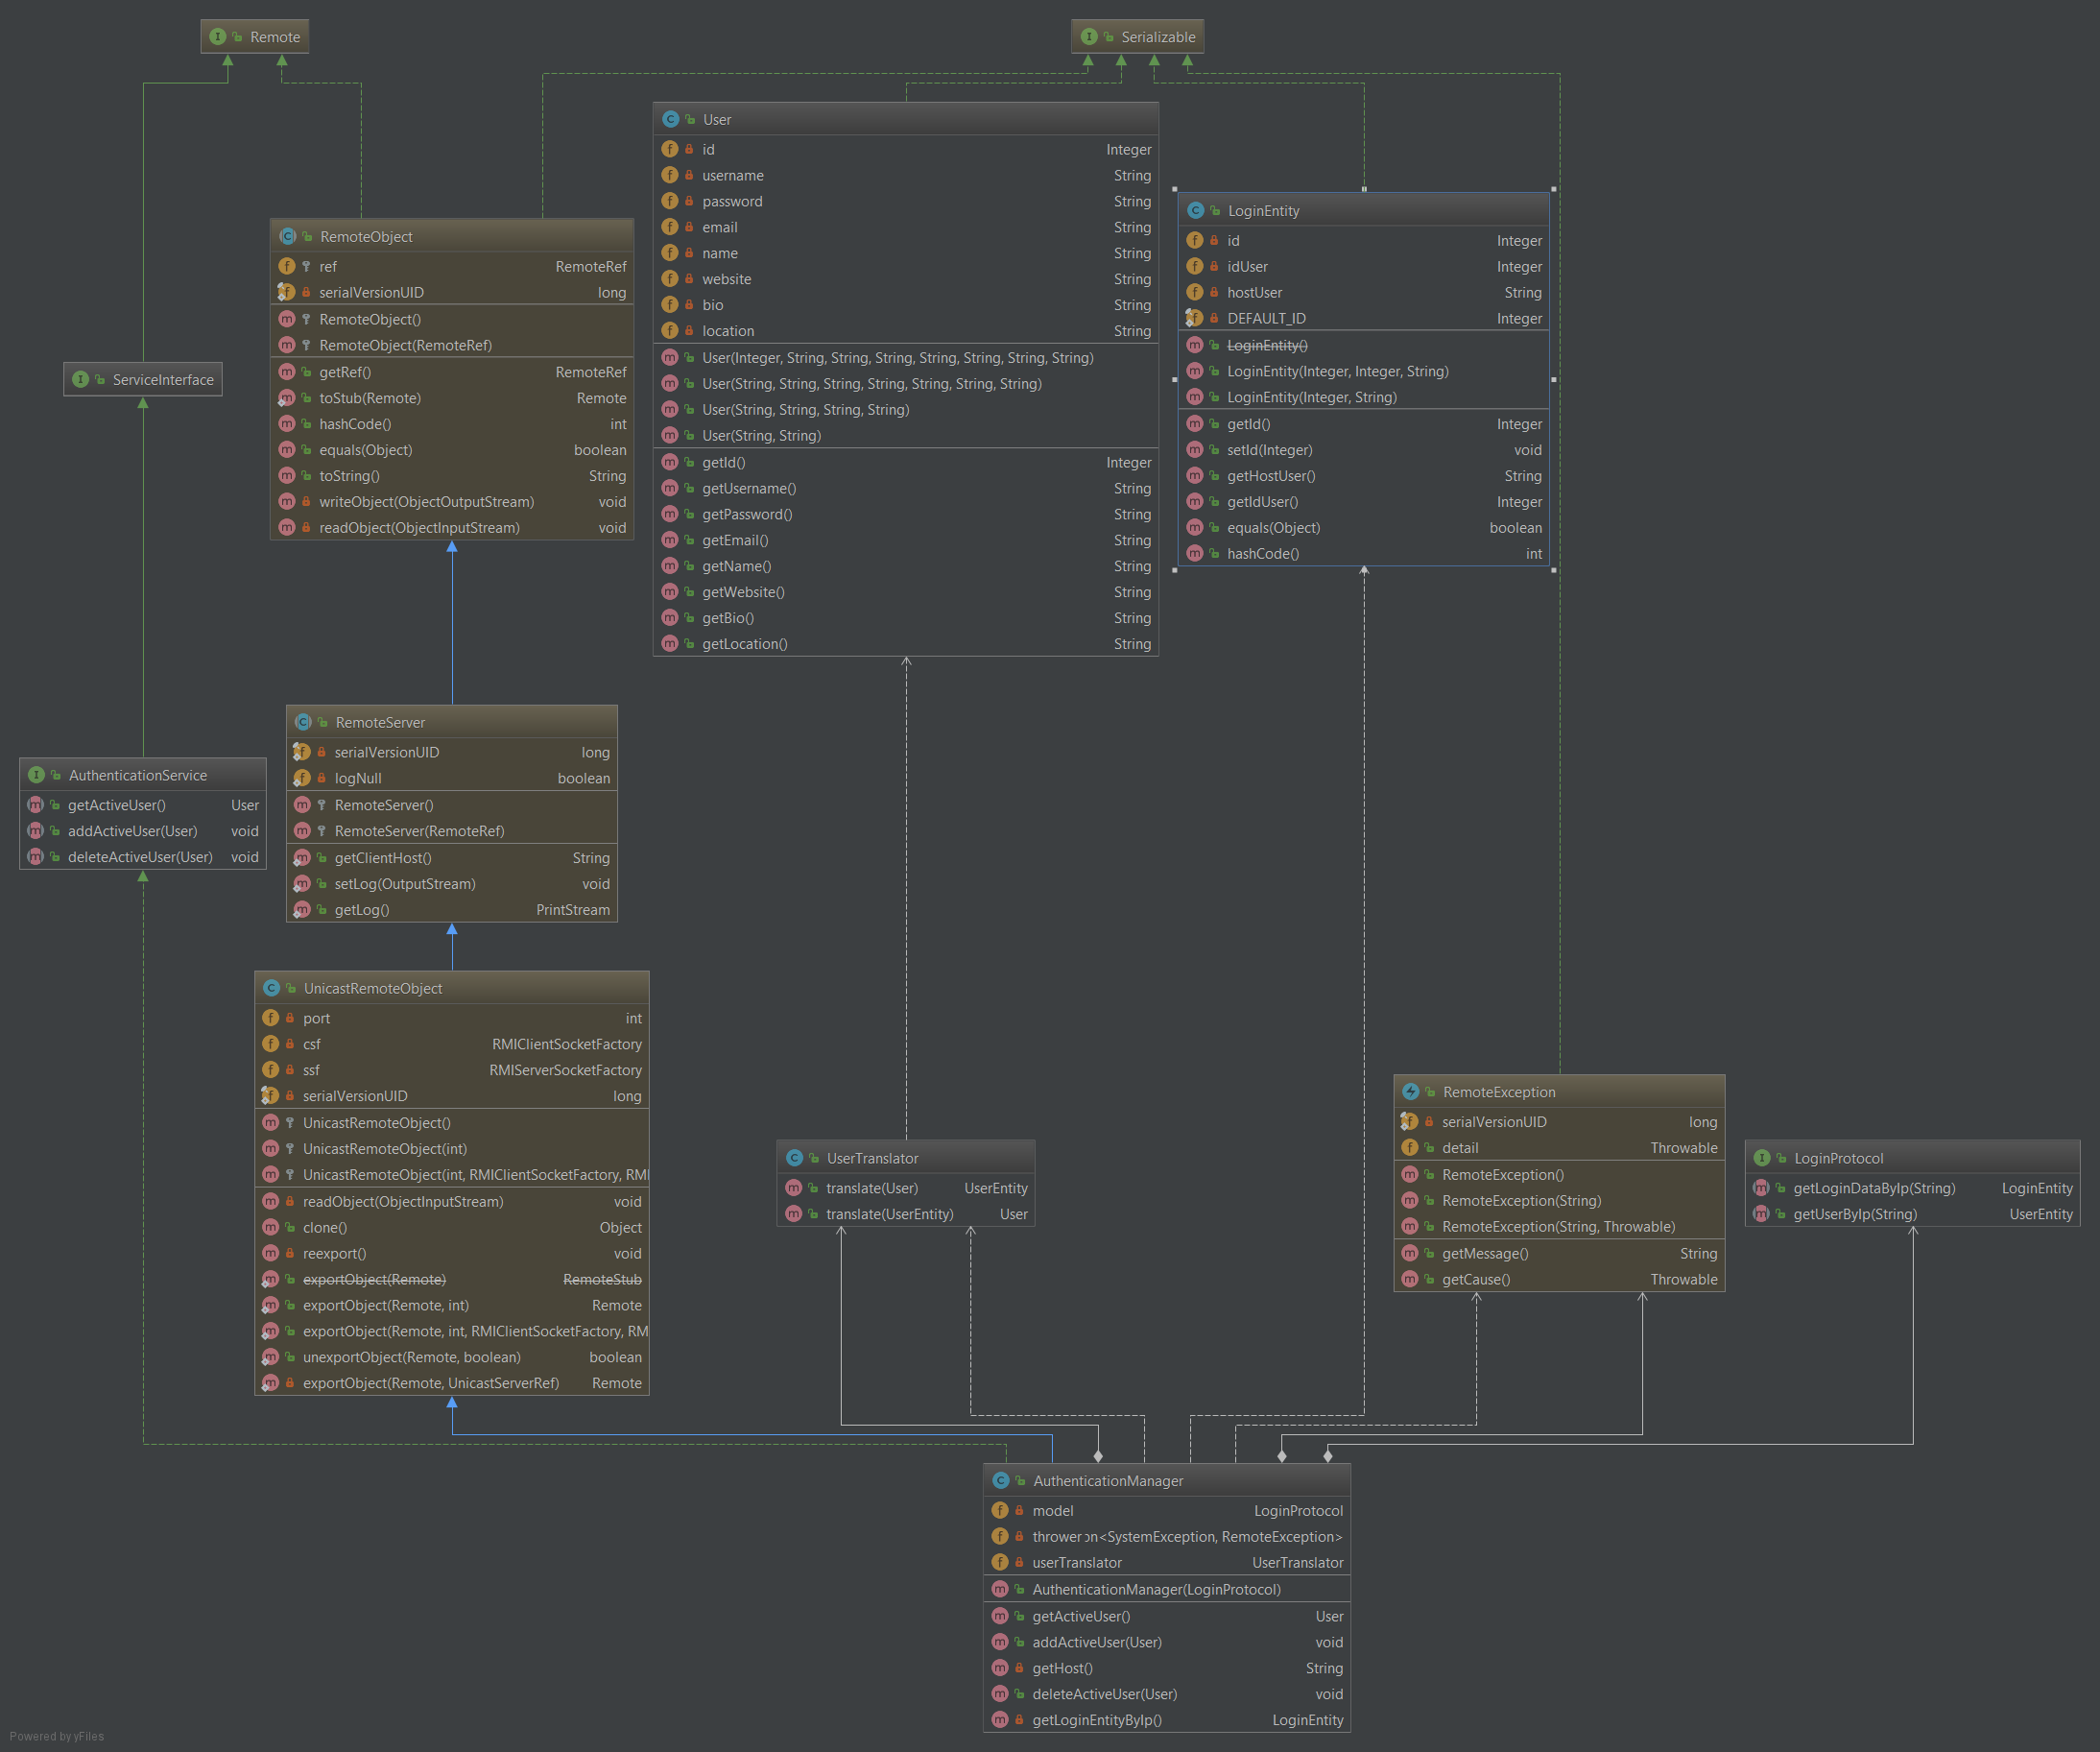 Remote
Serializable
User
id Integer
username String
password String
email String
name String
website String
bio String
location String
User(Integer, String, String, String, String, String, String, String)
User(String, String, String, String, String, String, String)
User(String, String, String, String)
User(String, String)
getId() Integer
getUsername() String
getPassword() String
getEmail() String
getName() String
getWebsite() String
getBio() String
getLocation() String
LoginEntity
id Integer
idUser Integer
hostUser String
DEFAULT_ID Integer
LoginEntity()
LoginEntity(Integer, Integer, String)
LoginEntity(Integer, String)
getId() Integer
setId(Integer) void
getHostUser() String
getIdUser() Integer
equals(Object) boolean
hashCode() int
RemoteObject
ref RemoteRef
serialVersionUID long
RemoteObject()
RemoteObject(RemoteRef)
getRef() RemoteRef
toStub(Remote) Remote
hashCode() int
equals(Object) boolean
toString() String
writeObject(ObjectOutputStream) void
readObject(ObjectInputStream) void
ServiceInterface
RemoteServer
serialVersionUID long
logNull boolean
RemoteServer()
RemoteServer(RemoteRef)
getClientHost() String
setLog(OutputStream) void
getLog() PrintStream
AuthenticationService
getActiveUser() User
addActiveUser(User) void
deleteActiveUser(User) void
UnicastRemoteObject
port int
csf RMIClientSocketFactory
ssf RMIServerSocketFactory
serialVersionUID long
UnicastRemoteObject()
UnicastRemoteObject(int)
UnicastRemoteObject(int, RMIClientSocketFactory, RMI
readObject(ObjectInputStream) void
clone() Object
reexport() void
exportObject(Remote) RemoteStub
exportObject(Remote, int) Remote
exportObject(Remote, int, RMIClientSocketFactory, RM
unexportObject(Remote, boolean) boolean
exportObject(Remote, UnicastServerRef) Remote
UserTranslator
translate(User) UserEntity
translate(UserEntity) User
RemoteException
serialVersionUID long
detail Throwable
RemoteException()
RemoteException(String)
RemoteException(String, Throwable)
getMessage() String
getCause() Throwable
LoginProtocol
getLoginDataByIp(String) LoginEntity
getUserByIp(String) UserEntity
AuthenticationManager
model LoginProtocol
thrower on<SystemException, RemoteException>
userTranslator UserTranslator
AuthenticationManager(LoginProtocol)
getActiveUser() User
addActiveUser(User) void
getHost() String
deleteActiveUser(User) void
getLoginEntityByIp() LoginEntity
Powered by yFiles